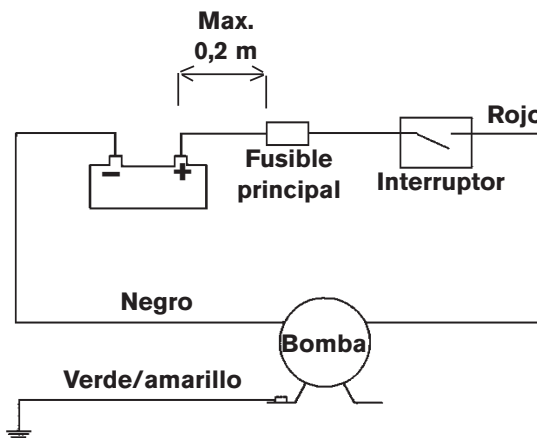 Max.
0,2 m
Rojo
− +
Fusible
principal
Interruptor
Negro
Bomba
Verde/amarillo